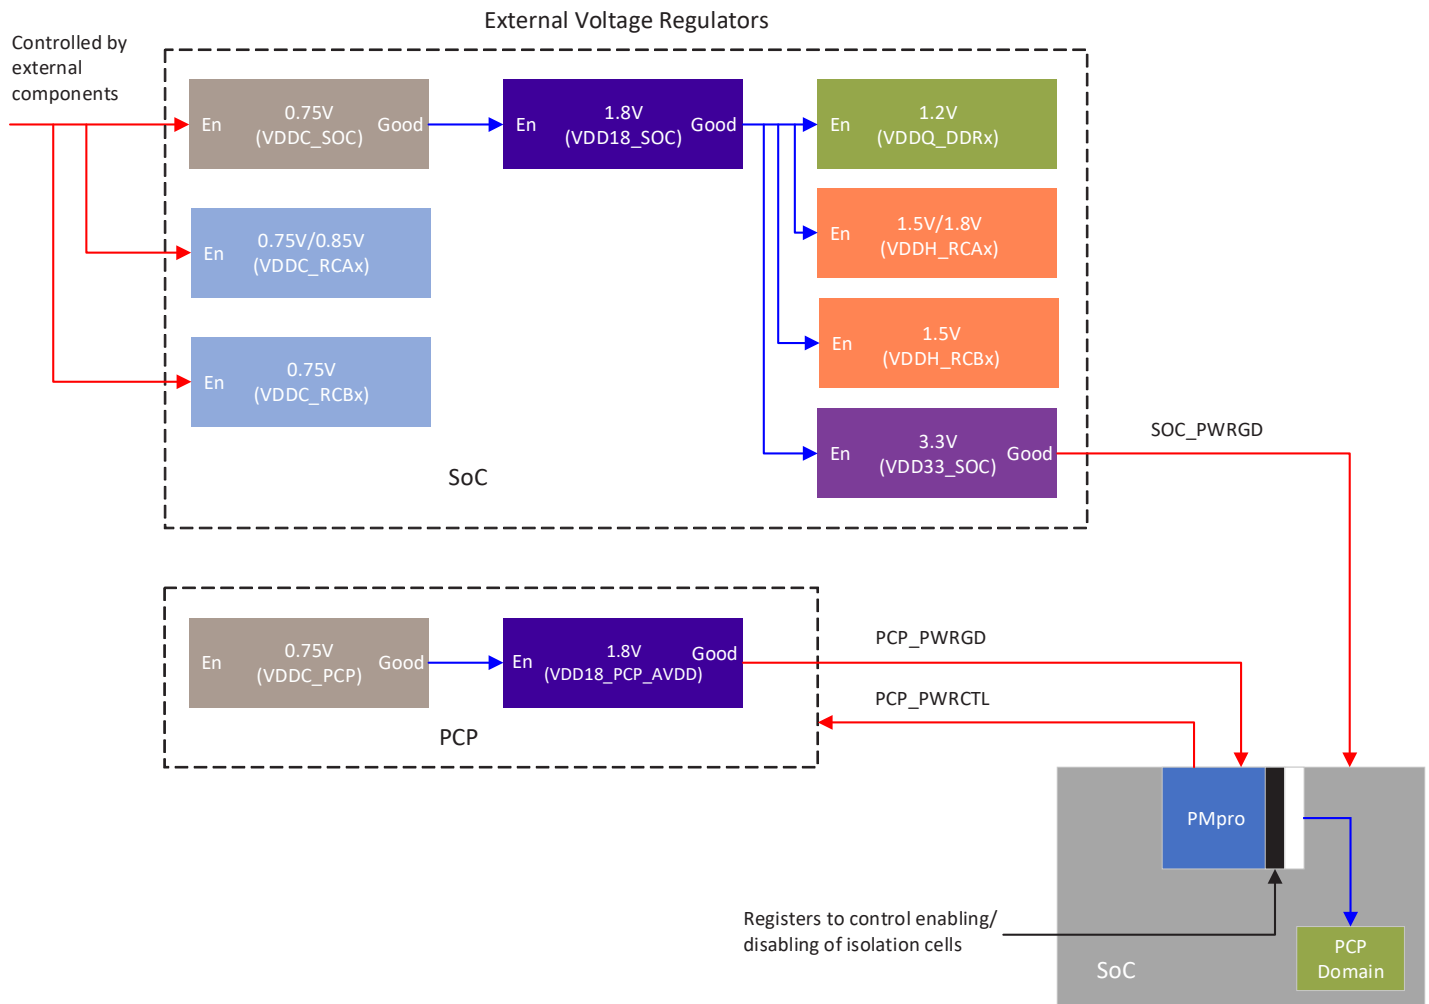 External Voltage Regulators
Controlled by
external
components
En
0.75V
(VDDC_SOC)
Good
En
1.8V
(VDD18_SOC)
Good
En
1.2V
(VDDQ_DDRx)
En
0.75V/0.85V
(VDDC_RCAx)
En
1.5V/1.8V
(VDDH_RCAx)
En
0.75V
(VDDC_RCBx)
En
1.5V
(VDDH_RCBx)
En
3.3V
(VDD33_SOC)
Good
SoC
SOC_PWRGD
En
0.75V
(VDDC_PCP)
Good
En
1.8V
(VDD18_PCP_AVDD)
Good
PCP
PCP_PWRGD
PCP_PWRCTL
PMpro
Registers to control enabling/
disabling of isolation cells
SoC
PCP
Domain